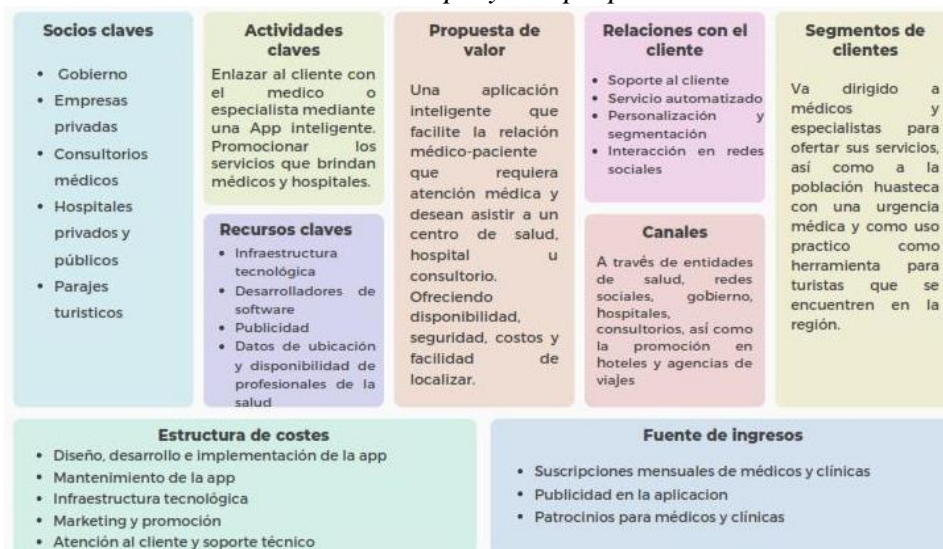 Socios claves
• Gobierno
• Empresas
privadas
• Consultorios
médicos
• Hospitales
privados y
públicos
• Parajes
turisticos
Actividades
claves
Enlazar al cliente con
el medico o
especialista mediante
una App inteligente.
Promocionar los
servicios que brindan
médicos y hospitales.
Recursos claves
• Infraestructura
tecnológica
• Desarrolladores de
software
• Publicidad
• Datos de ubicación
y disponibilidad de
profesionales de la
salud
Propuesta de
valor
Una aplicación
inteligente que
facilite la relación
médico-paciente
que requiera
atención médica y
desean asistir a un
centro de salud,
hospital u
consultorio.
Ofreciendo
disponibilidad,
seguridad, costos y
facilidad de
localizar.
Relaciones con el
cliente
• Soporte al cliente
• Servicio automatizado
• Personalización y
segmentación
• Interacción en redes
sociales
Canales
A través de entidades
de salud, redes
sociales, gobierno,
hospitales,
consultorios, así como
la promoción en
hoteles y agencias de
viajes
Segmentos de
clientes
Va dirigido a
médicos y
especialistas para
ofertar sus servicios,
así como a la
población huasteca
con una urgencia
médica y como uso
practico como
herramienta para
turistas que se
encuentren en la
región.
Estructura de costes
• Diseño, desarrollo e implementación de la app
• Mantenimiento de la app
• Infraestructura tecnológica
• Marketing y promoción
• Atención al cliente y soporte técnico
Fuente de ingresos
• Suscripciones mensuales de médicos y clínicas
• Publicidad en la aplicacion
• Patrocinios para médicos y clínicas